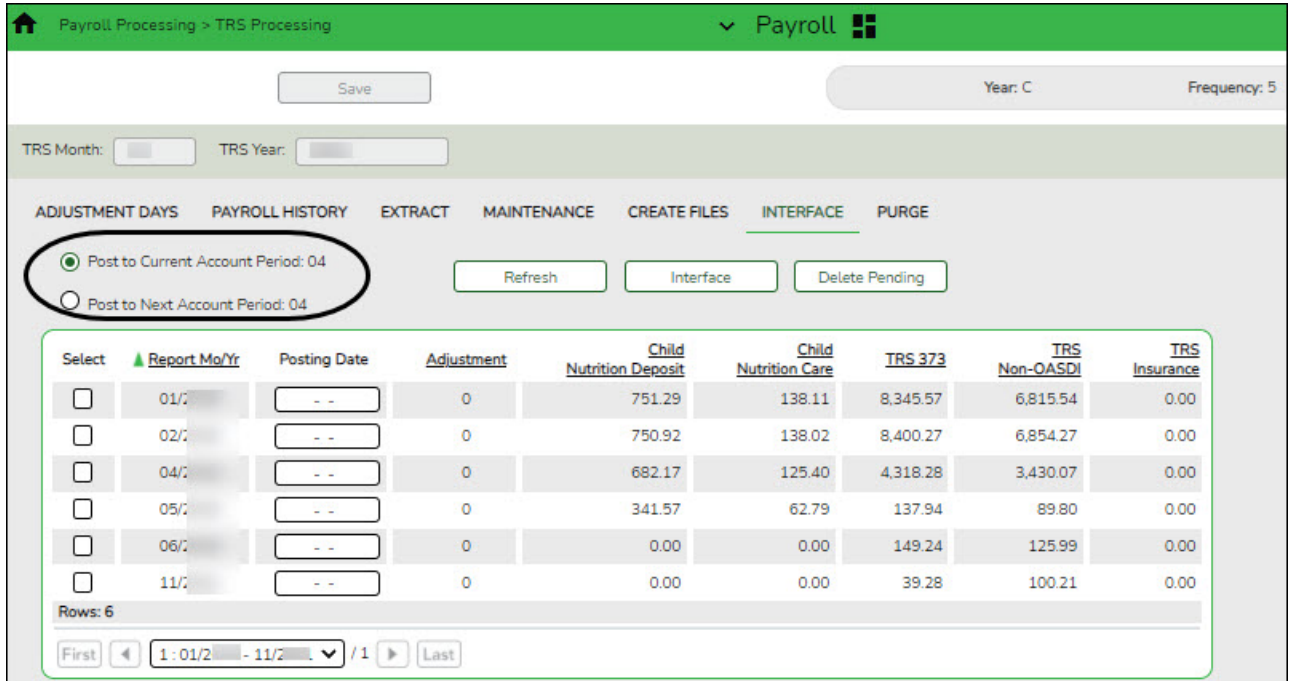 Payroll Processing > TRS Processing
Payroll
Save
Year: C Frequency: 5
TRS Month: TRS Year:
ADJUSTMENT DAYS PAYROLL HISTORY EXTRACT MAINTENANCE CREATE FILES INTERFACE PURGE
Post to Current Account Period: 04
Post to Next Account Period: 04
Refresh Interface Delete Pending
Select Report Mo/Yr Posting Date Adjustment Child Nutrition Deposit Child Nutrition Care TRS 373 TRS Non-OASDI TRS Insurance
01/2 - - 0 751.29 138.11 8,345.57 6,815.54 0.00
02/2 - - 0 750.92 138.02 8,400.27 6,854.27 0.00
04/2 - - 0 682.17 125.40 4,318.28 3,430.07 0.00
05/2 - - 0 341.57 62.79 137.94 89.80 0.00
06/2 - - 0 0.00 0.00 149.24 125.99 0.00
11/2 - - 0 0.00 0.00 39.28 100.21 0.00
Rows: 6
First 1 : 01/2 - 11/2 / 1 Last